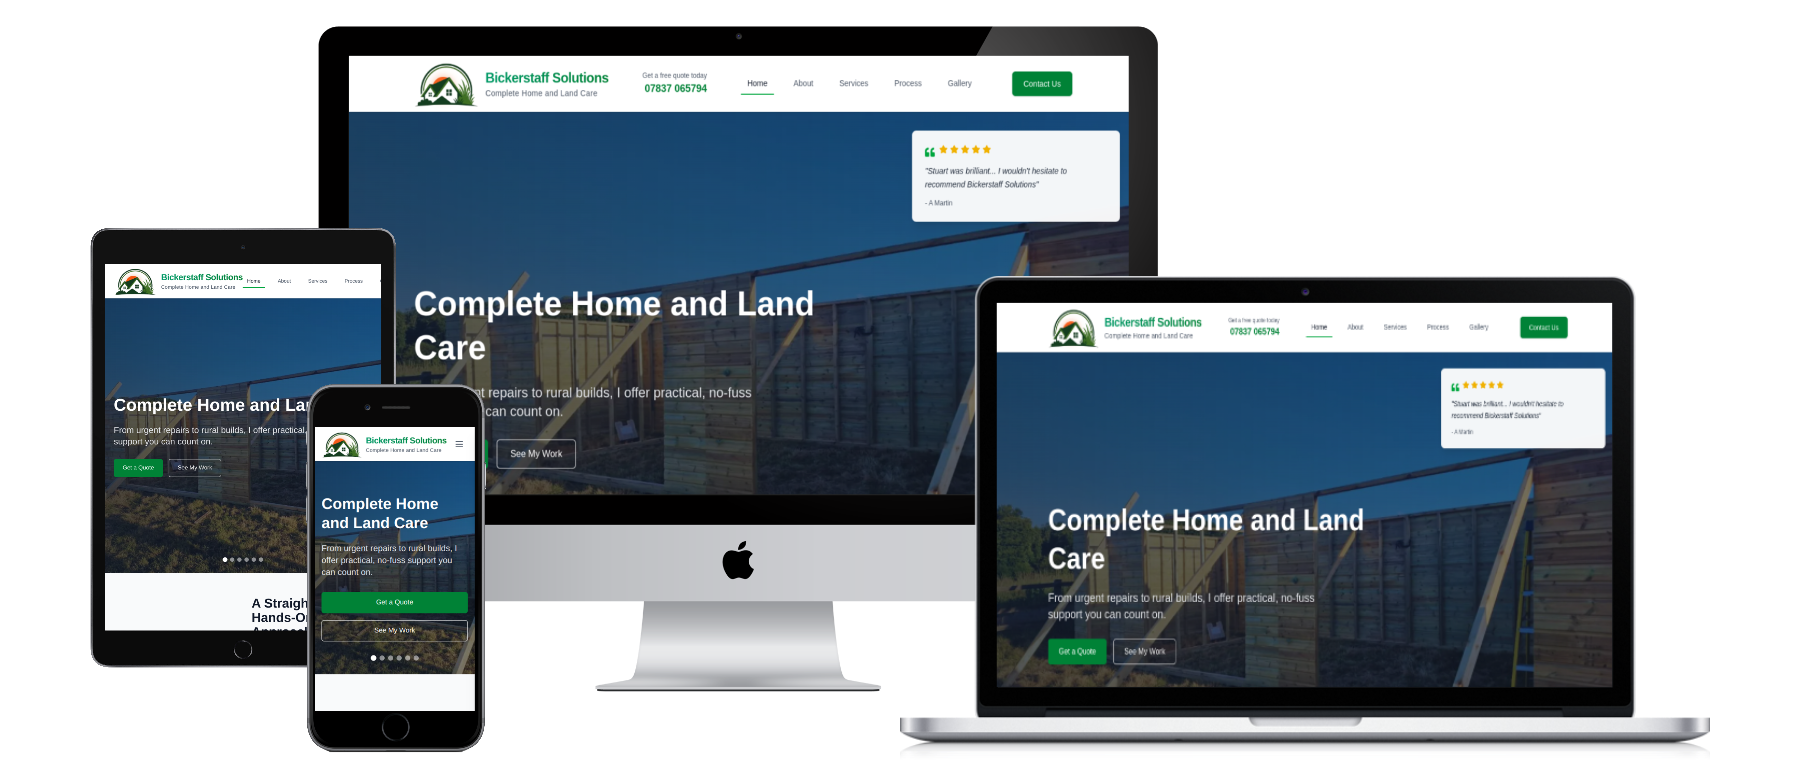 Bickerstaff Solutions
Complete Home and Land Care
Get a free quote today
07837 065794
Home
About
Services
Process
Gallery
Contact Us
"Stuart was brilliant... I wouldn't hesitate to
recommend Bickerstaff Solutions"
- A Martin
Complete Home and Land
Care
ent repairs to rural builds, I offer practical, no-fuss
can count on.
See My Work
Bickerstaff Solutions
Complete Home and Land Care
Home
About
Services
Process
Complete Home and La
From urgent repairs to rural builds, I offer practical,
support you can count on.
Get a Quote
See My Work
A Straigh
Hands-O
Bickerstaff Solutions
Complete Home and Land Care
Complete Home
and Land Care
From urgent repairs to rural builds, I
offer practical, no-fuss support you
can count on.
Get a Quote
See My Work
Bickerstaff Solutions
Complete Home and Land Care
Get a free quote today
07837 065794
Home
About
Services
Process
Gallery
Contact Us
"Stuart was brilliant... I wouldn't hesitate to
recommend Bickerstaff Solutions"
- A Martin
Complete Home and Land
Care
From urgent repairs to rural builds, I offer practical, no-fuss
support you can count on.
Get a Quote
See My Work